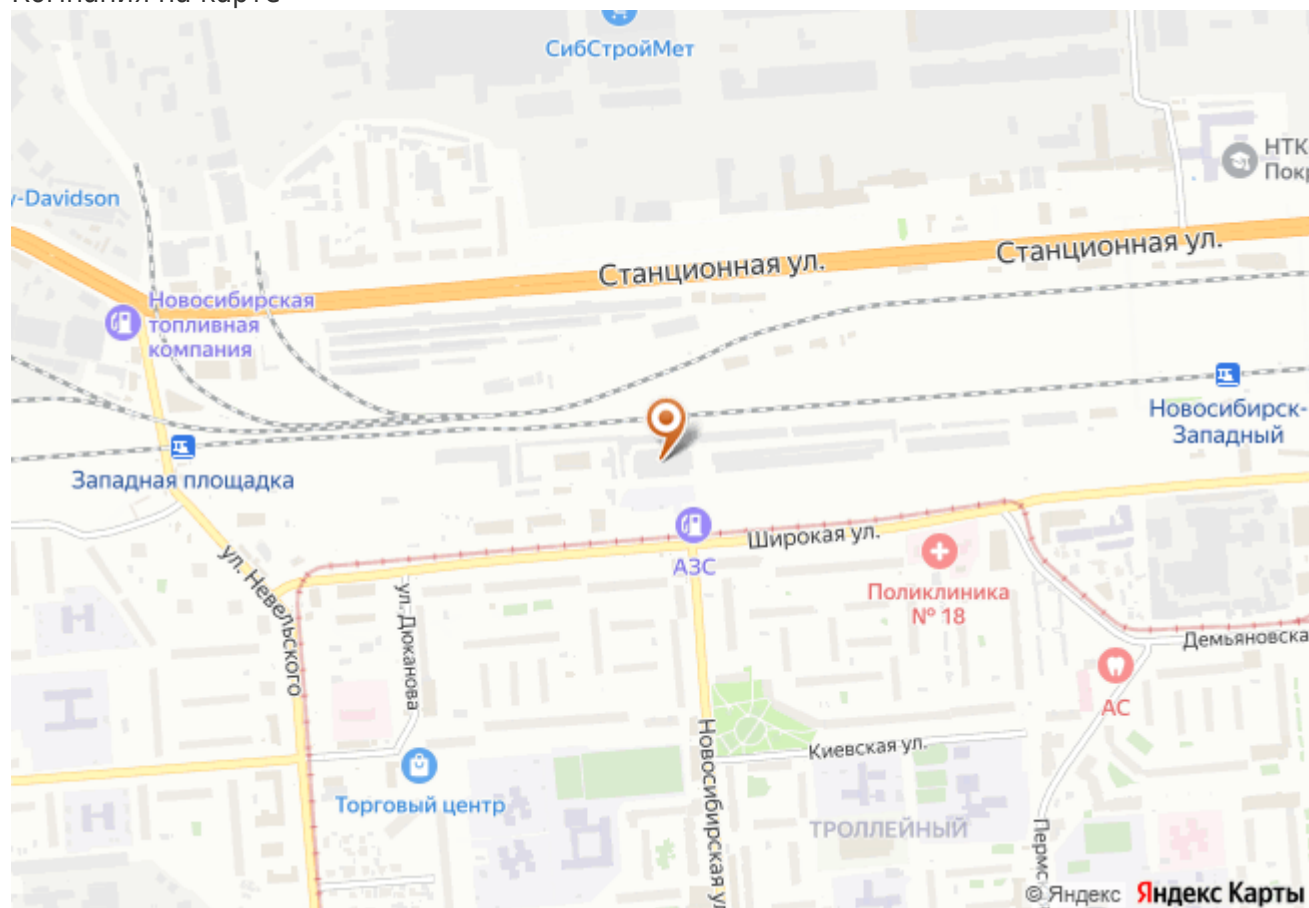 СибСтройМет
НТК
Покр
y-Davidson
Станционная ул.
Станционная ул.
Новосибирская
топливная
компания
Новосибирск-
Западный
Западная площадка
Широкая ул.
АЗС
ул. Невельского
ул. Дюканова
Поликлиника
№ 18
Демьяновска
АС
Новосибирская ул
Киевская ул.
Торговый центр
ТРОЛЛЕЙНЫЙ
Пермск
© Яндекс Яндекс Карты